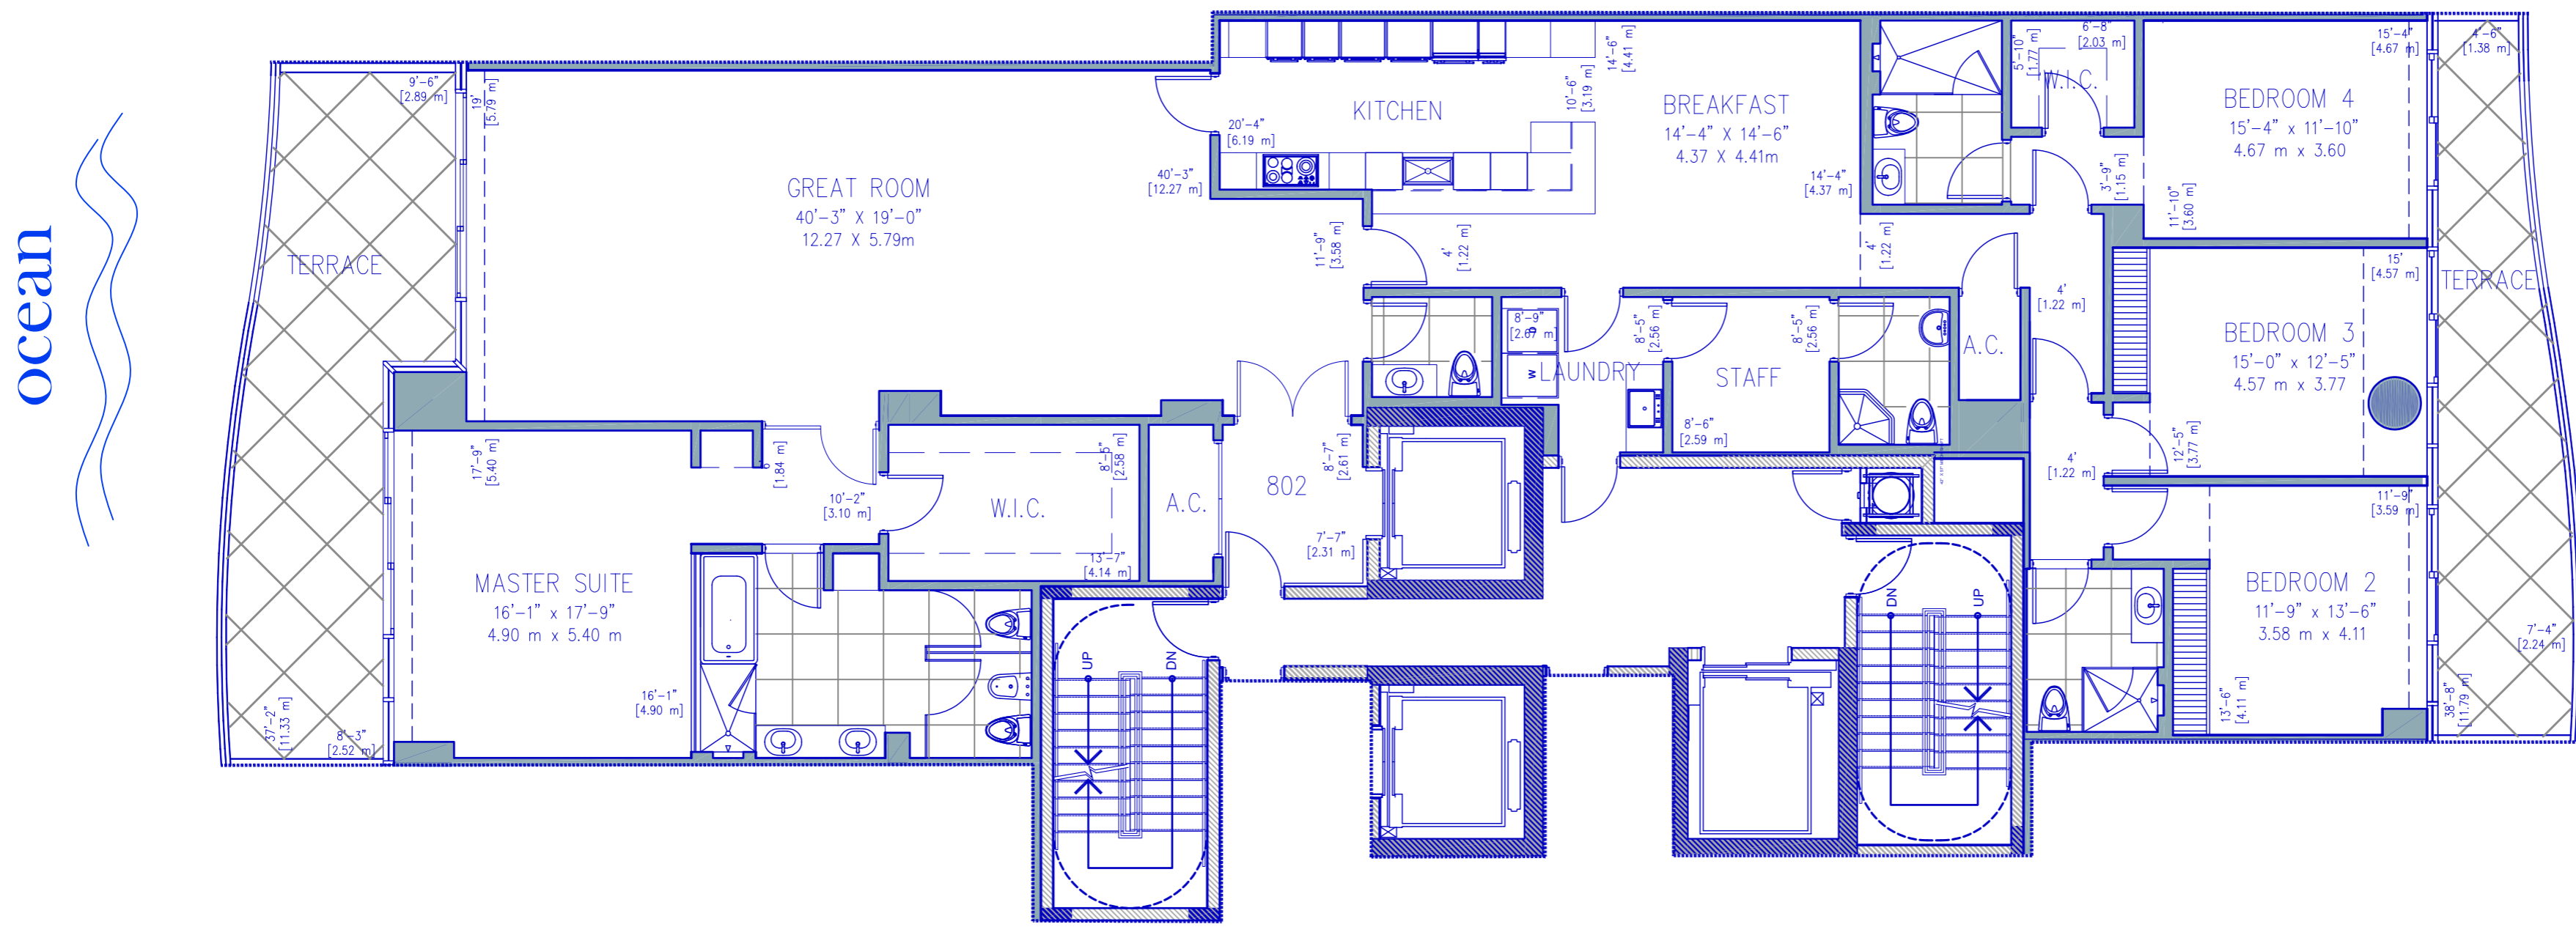 ocean
TERRACE
9'-6"
[2.89 m]
19'
[5.79 m]
37'-2"
[11.33 m]
8'-3"
[2.52 m]
GREAT ROOM
40'-3" X 19'-0"
12.27 X 5.79m
40'-3"
[12.27 m]
11'-9"
[3.58 m]
KITCHEN
20'-4"
[6.19 m]
10'-6"
[3.19 m]
14'-6"
[4.41 m]
BREAKFAST
14'-4" X 14'-6"
4.37 X 4.41m
14'-4"
[4.37 m]
4'
[1.22 m]
4'
[1.22 m]
5'-10"
[1.77 m]
6'-8"
[2.03 m]
W.I.C.
3'-9"
[1.15 m]
BEDROOM 4
15'-4" X 11'-10"
4.67 m x 3.60
15'-4"
[4.67 m]
11'-10"
[3.60 m]
4'-6"
[1.38 m]
TERRACE
BEDROOM 3
15'-0" X 12'-5"
4.57 m x 3.77
15'
[4.57 m]
12'-5"
[3.77 m]
4'
[1.22 m]
4'
[1.22 m]
BEDROOM 2
11'-9" X 13'-6"
3.58 m x 4.11
11'-9"
[3.59 m]
13'-6"
[4.11 m]
7'-4"
[2.24 m]
38'-8"
[11.79 m]
8'-9"
[2.67 m]
D
W
LAUNDRY
8'-5"
[2.56 m]
STAFF
8'-5"
[2.56 m]
8'-6"
[2.59 m]
A.C.
MASTER SUITE
16'-1" x 17'-9"
4.90 m x 5.40 m
17'-9"
[5.40 m]
16'-1"
[4.90 m]
[1.84 m]
10'-2"
[3.10 m]
W.I.C.
8'-5"
[2.58 m]
13'-7"
[4.14 m]
A.C.
802
8'-7"
[2.61 m]
7'-7"
[2.31 m]
UP
DN
DN
UP